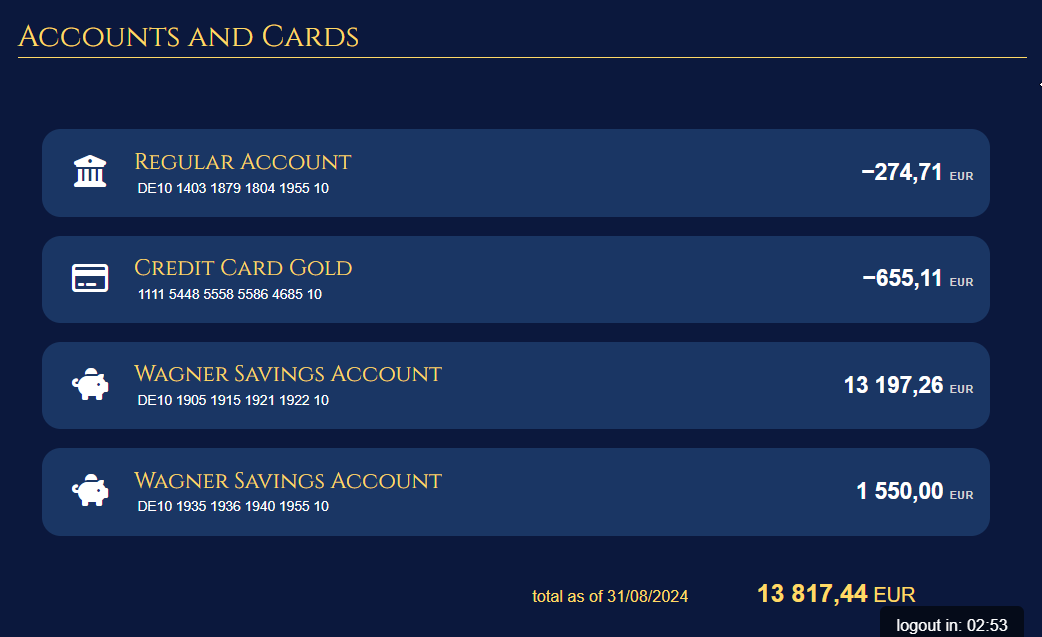 Accounts and Cards
Regular Account
DE10 1403 1879 1804 1955 10
−274,71 EUR
Credit Card Gold
1111 5448 5558 5586 4685 10
−655,11 EUR
Wagner Savings Account
DE10 1905 1915 1921 1922 10
13 197,26 EUR
Wagner Savings Account
DE10 1935 1936 1940 1955 10
1 550,00 EUR
total as of 31/08/2024 13 817,44 EUR
logout in: 02:53